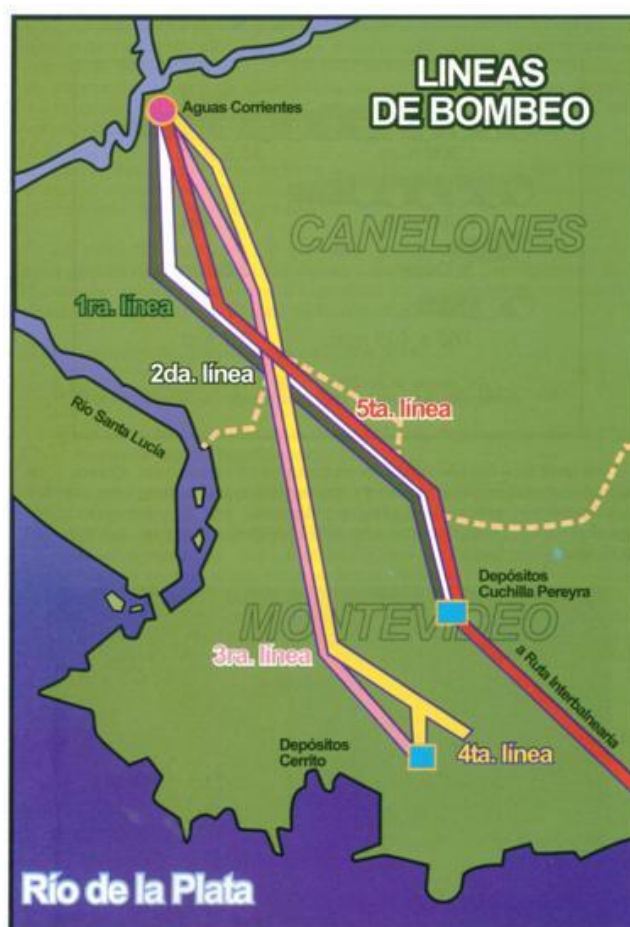 LINEAS
DE BOMBEO
Aguas Corrientes
CANELONES
1ra. línea
2da. línea
5ta. línea
Río Santa Lucía
Depósitos
Cuchilla Pereyra
MONTEVIDEO
3ra. línea
a Ruta Interbalnearia
Depósitos
Cerrito
4ta. línea
Río de la Plata